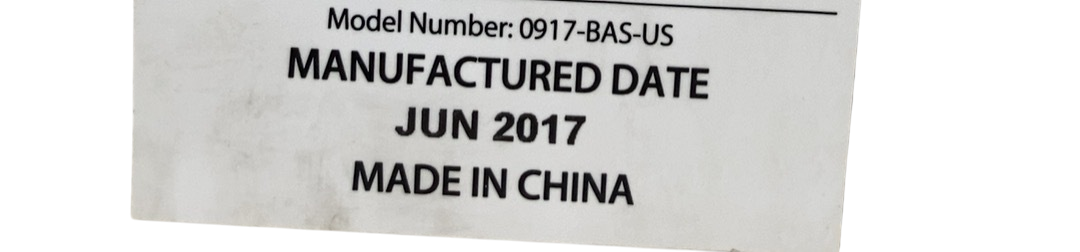 Model Number: 0917-BAS-US
MANUFACTURED DATE
JUN 2017
MADE IN CHINA